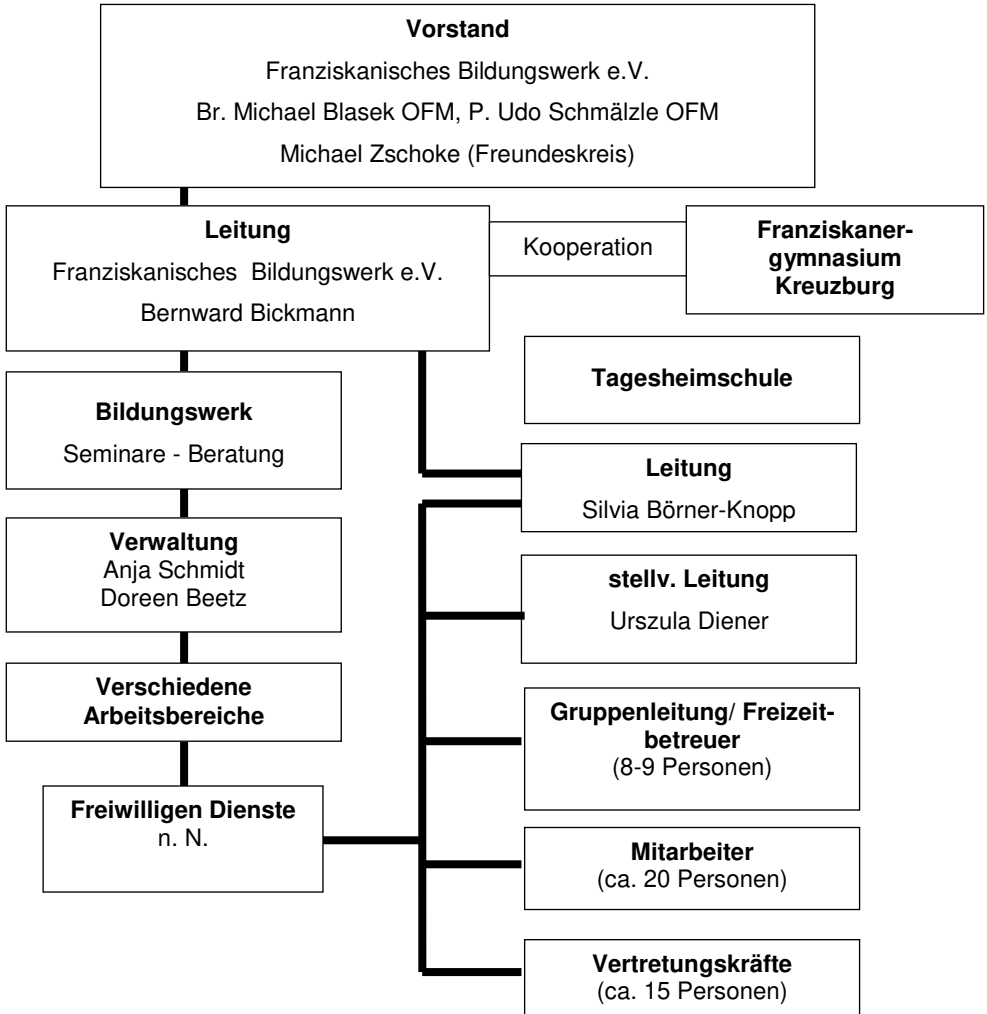 Vorstand
Franziskanisches Bildungswerk e.V.
Br. Michael Blasek OFM, P. Udo Schmälzle OFM
Michael Zschoke (Freundeskreis)
Leitung
Franziskanisches Bildungswerk e.V.
Bernward Bickmann
Kooperation
Franziskaner-
gymnasium
Kreuzburg
Tagesheimschule
Bildungswerk
Seminare - Beratung
Leitung
Silvia Börner-Knopp
Verwaltung
Anja Schmidt
Doreen Beetz
stellv. Leitung
Urszula Diener
Verschiedene
Arbeitsbereiche
Gruppenleitung/ Freizeit-
betreuer
(8-9 Personen)
Freiwilligen Dienste
n. N.
Mitarbeiter
(ca. 20 Personen)
Vertretungskräfte
(ca. 15 Personen)